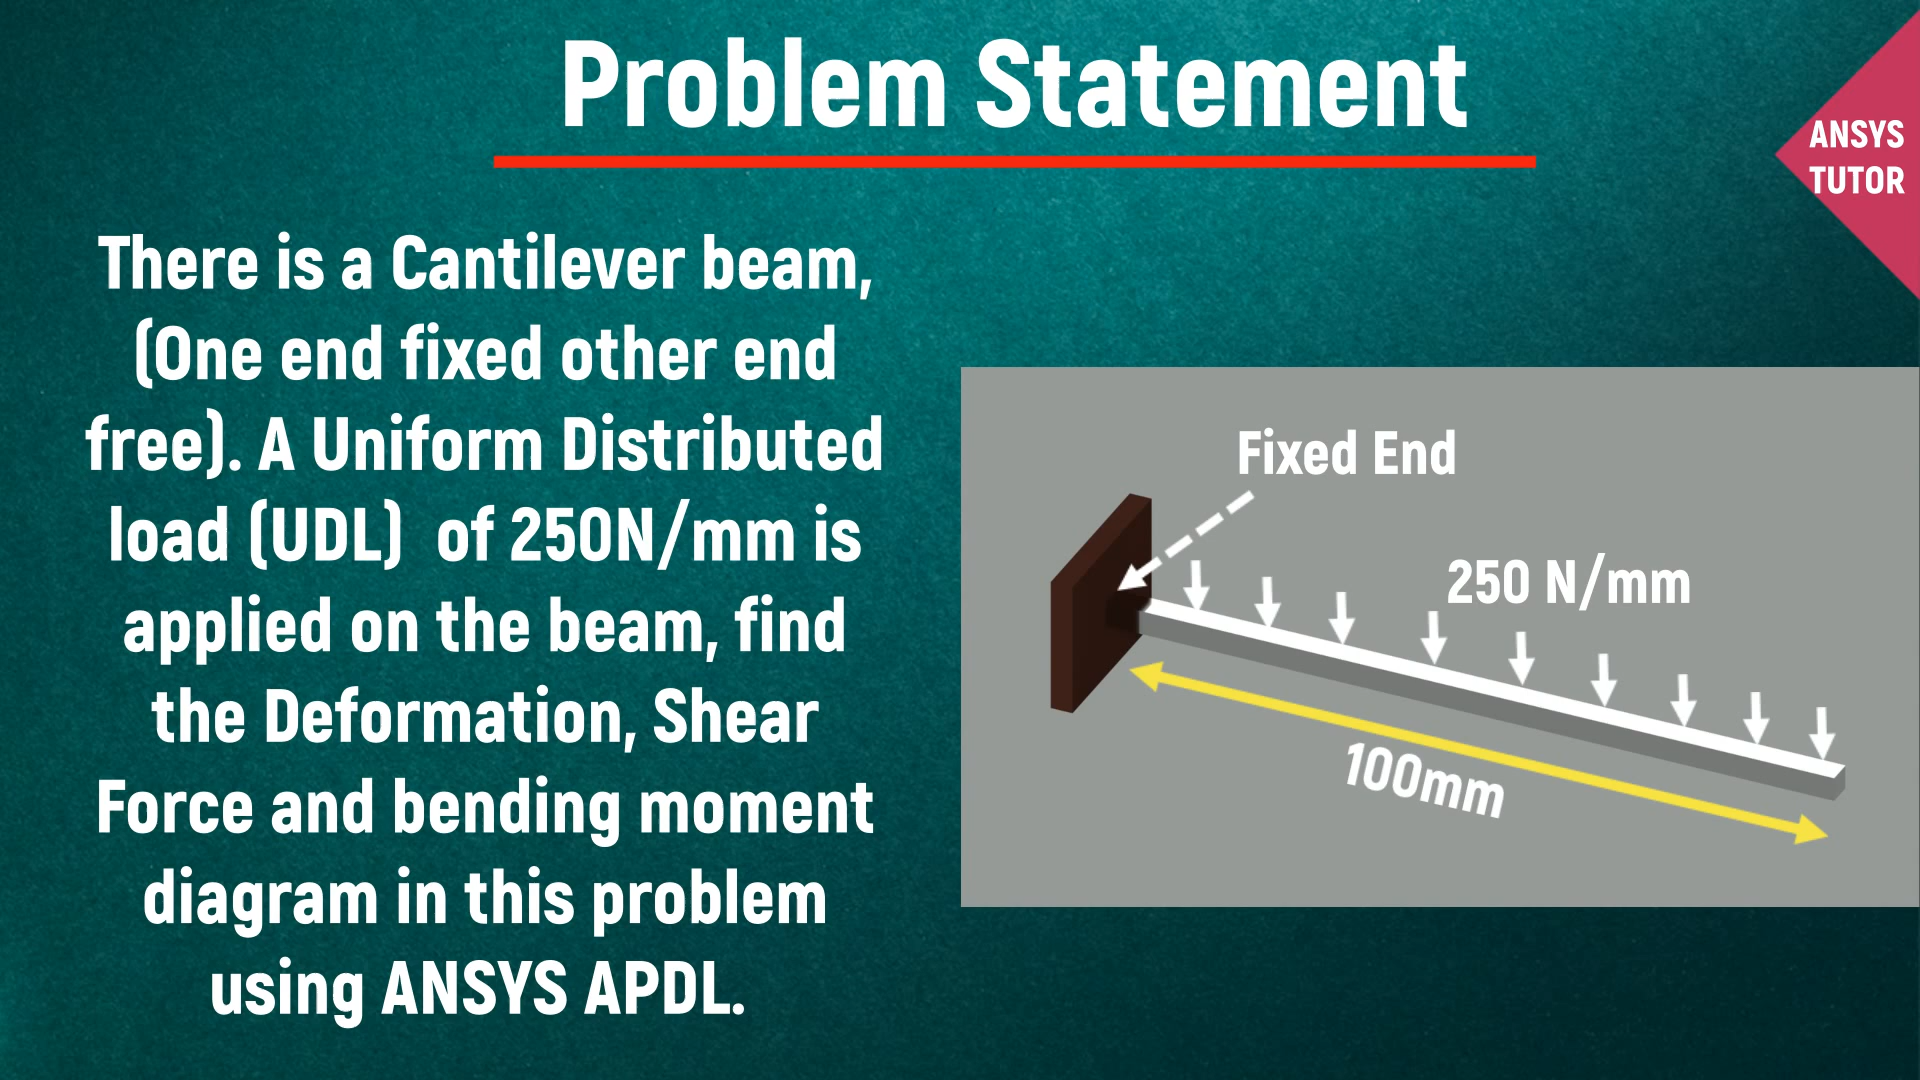 Problem Statement
ANSYS
TUTOR
There is a Cantilever beam,
(One end fixed other end
free). A Uniform Distributed
load (UDL)  of 250N/mm is
applied on the beam, find
the Deformation, Shear
Force and bending moment
diagram in this problem
using ANSYS APDL.
Fixed End
250 N/mm
100mm